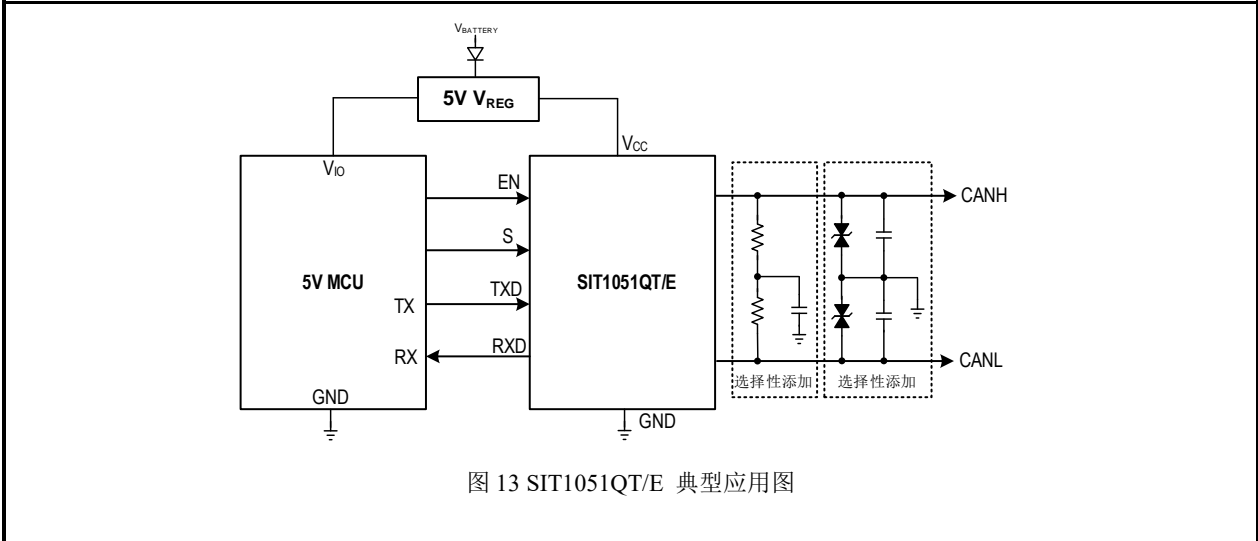 VBATTERY
5V VREG
VIO
VCC
EN
S
5V MCU
SIT1051QT/E
TX
TXD
RX
RXD
GND
GND
CANH
CANL
选择性添加
选择性添加
图 13 SIT1051QT/E 典型应用图